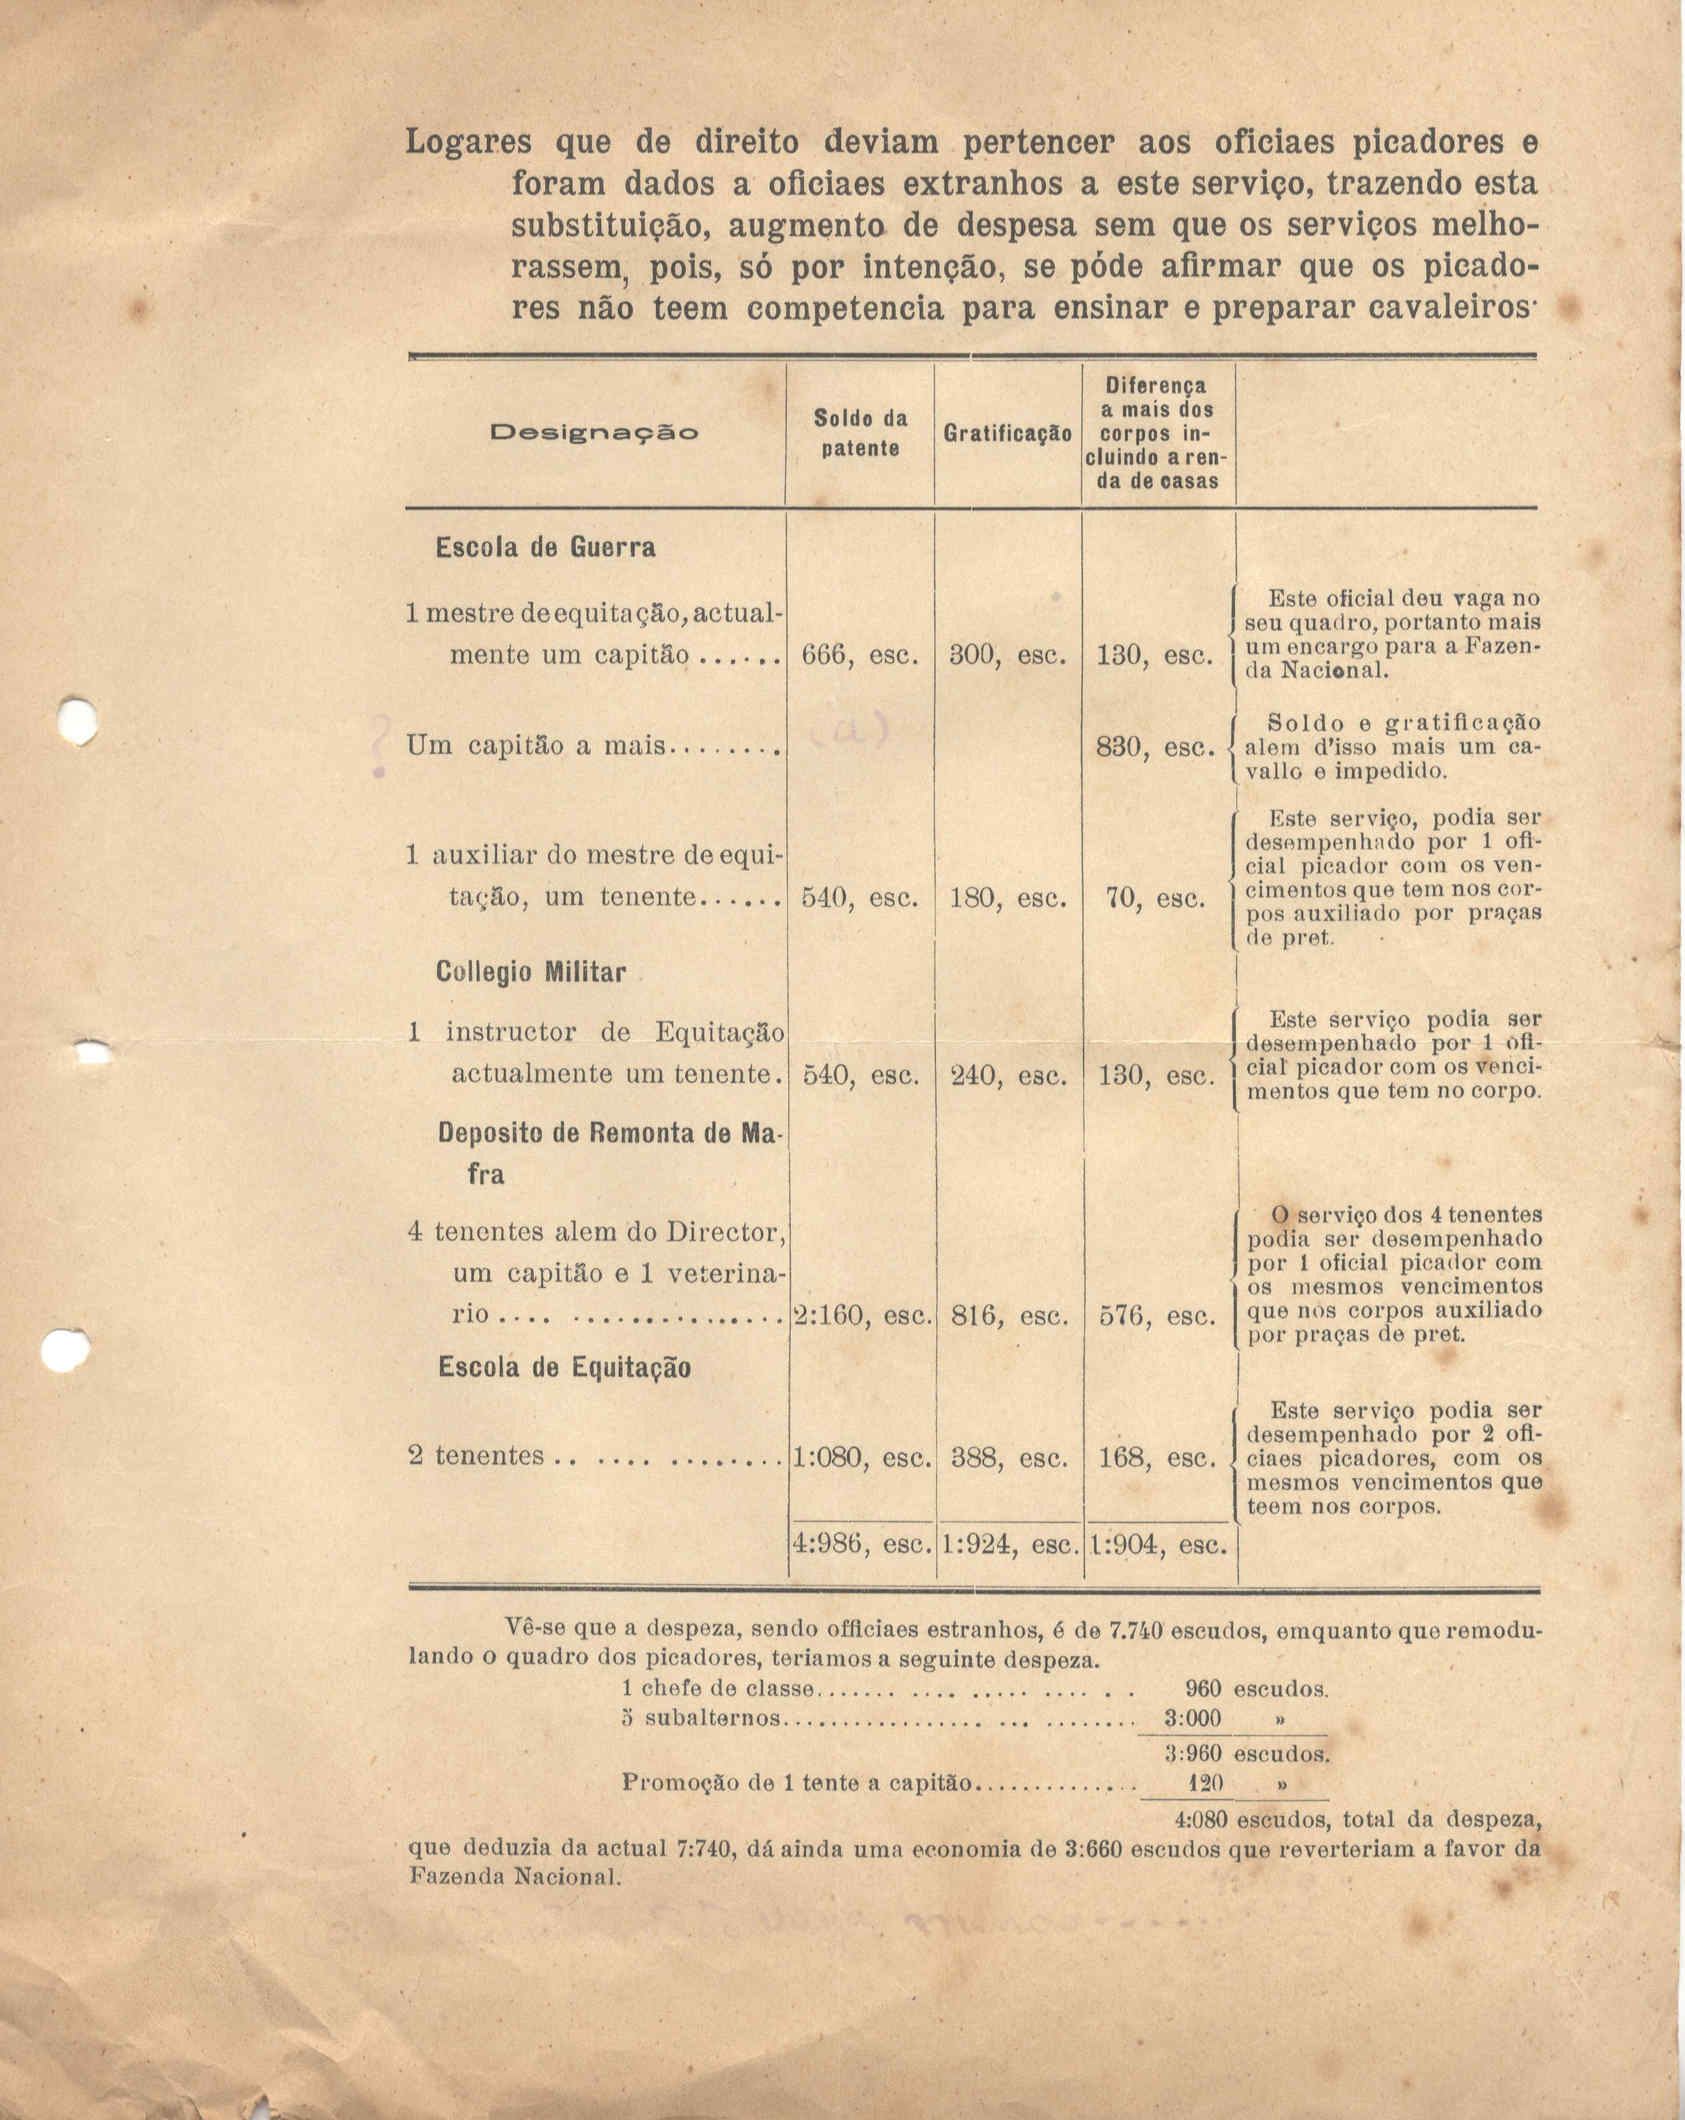 Logares que de direito deviam pertencer aos oficiaes picadores e
foram dados a oficiaes extranhos a este serviço, trazendo esta
substituição, augmento de despesa sem que os serviços melho-
rassem, pois, só por intenção, se póde afirmar que os picado-
res não teem competencia para ensinar e preparar cavaleiros·
Designação
Soldo da
patente
Gratificação
Diferença
a mais dos
corpos in-
cluindo a ren-
da de casas
Escola de Guerra
1 mestre de equitação, actual-
mente um capitão ...... 666, esc. 300, esc. 130, esc.
Este oficial deu vaga no
seu quadro, portanto mais
um encargo para a Fazen-
da Nacional.
Um capitão a mais........ 830, esc.
Soldo e gratificação
alem d'isso mais um ca-
vallo e impedido.
1 auxiliar do mestre de equi-
tação, um tenente...... 540, esc. 180, esc. 70, esc.
Este serviço, podia ser
desempenhado por 1 ofi-
cial picador com os ven-
cimentos que tem nos cor-
pos auxiliado por praças
de pret.
Collegio Militar
1 instructor de Equitação
actualmente um tenente. 540, esc. 240, esc. 130, esc.
Este serviço podia ser
desempenhado por 1 ofi-
cial picador com os venci-
mentos que tem no corpo.
Deposito de Remonta de Ma-
fra
4 tenentes alem do Director,
um capitão e 1 veterina-
rio .... ............... 2:160, esc. 816, esc. 576, esc.
O serviço dos 4 tenentes
podia ser desempenhado
por 1 oficial picador com
os mesmos vencimentos
que nos corpos auxiliado
por praças de pret.
Escola de Equitação
2 tenentes .. .... ........ 1:080, esc. 388, esc. 168, esc.
Este serviço podia ser
desempenhado por 2 ofi-
ciaes picadores, com os
mesmos vencimentos que
teem nos corpos.
4:986, esc. 1:924, esc. 1:904, esc.
Vê-se que a despeza, sendo officiaes estranhos, é de 7.740 escudos, emquanto que remodu-
lando o quadro dos picadores, teriamos a seguinte despeza.
1 chefe de classe....... .... ..... .... . . 960 escudos.
5 subalternos................. ... ........ 3:000 »
3:960 escudos.
Promoção de 1 tente a capitão.............. 120 »
4:080 escudos, total da despeza,
que deduzia da actual 7:740, dá ainda uma economia de 3:660 escudos que reverteriam a favor da
Fazenda Nacional.